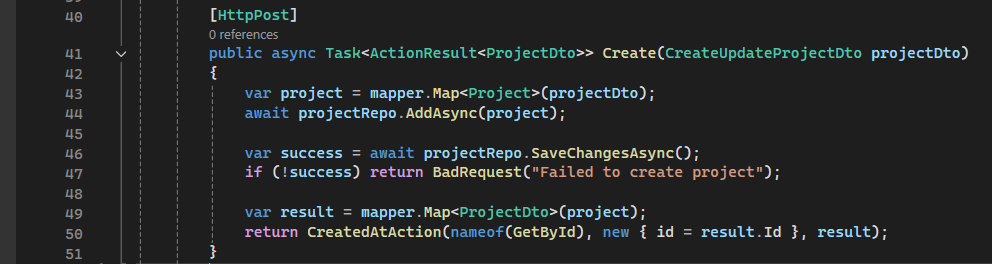 40 [HttpPost]
0 references
41 public async Task<ActionResult<ProjectDto>> Create(CreateUpdateProjectDto projectDto)
42 {
43 var project = mapper.Map<Project>(projectDto);
44 await projectRepo.AddAsync(project);
45
46 var success = await projectRepo.SaveChangesAsync();
47 if (!success) return BadRequest("Failed to create project");
48
49 var result = mapper.Map<ProjectDto>(project);
50 return CreatedAtAction(nameof(GetById), new { id = result.Id }, result);
51 }